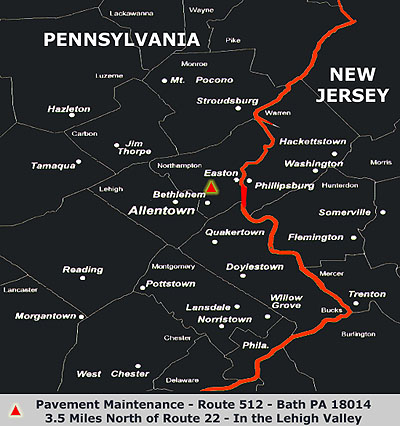 Lackawanna
Wayne
PENNSYLVANIA
Pike
Monroe
Luzerne
Mt. Pocono
NEW
JERSEY
Stroudsburg
Hazleton
Warren
Carbon
Jim
Thorpe
Hackettstown
Tamaqua
Northampton
Washington
Morris
Easton
Phillipsburg
Hunterdon
Lehigh
Bethlehem
Allentown
Somerville
Quakertown
Flemington
Reading
Montgomery
Doylestown
Mercer
Lancaster
Pottstown
Morgantown
Lansdale
Willow
Grove
Trenton
Bucks
Norristown
Burlington
Chester
Phila.
West Chester
Delaware
Pavement Maintenance - Route 512 - Bath PA 18014
3.5 Miles North of Route 22 - In the Lehigh Valley